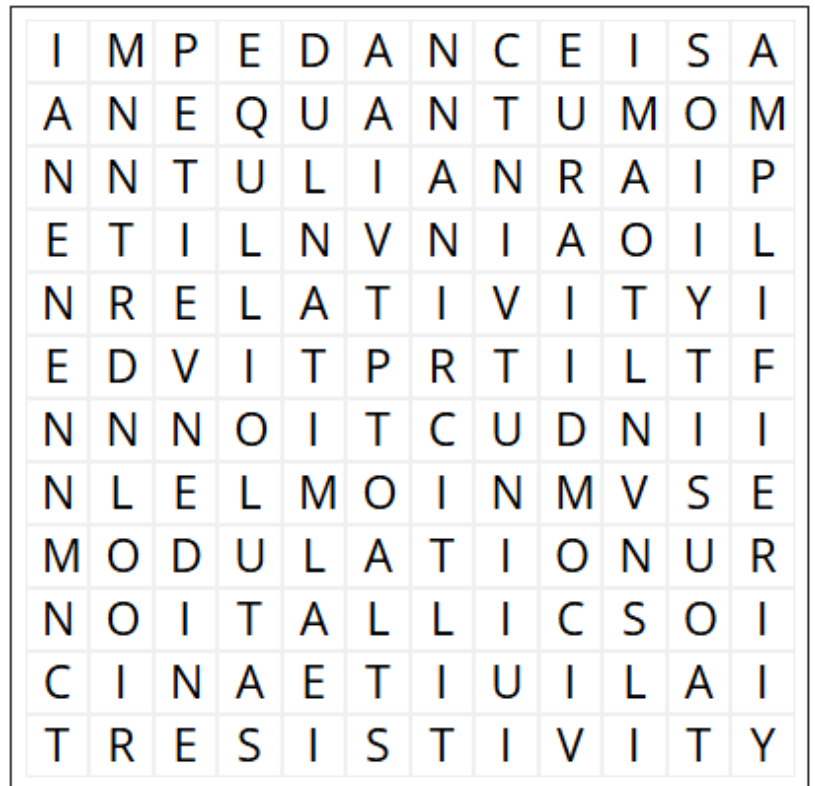 I M P E D A N C E I S A
A N E Q U A N T U M O M
N N T U L I A N R A I P
E T I L N V N I A O I L
N R E L A T I V I T Y I
E D V I T P R T I L T F
N N N O I T C U D N I I
N L E L M O I N M V S E
M O D U L A T I O N U R
N O I T A L L I C S O I
C I N A E T I U I L A I
T R E S I S T I V I T Y